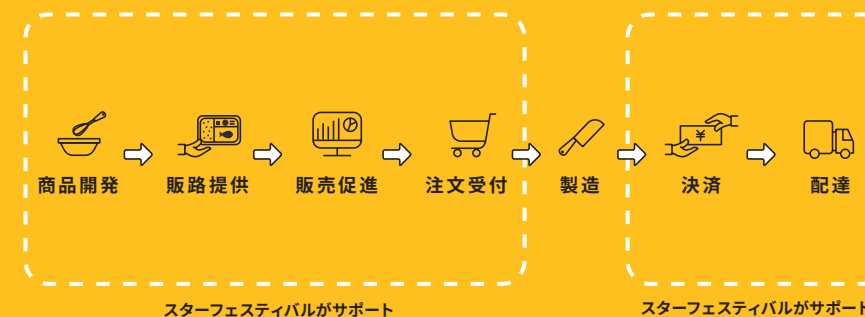 商品開発
販路提供
販売促進
注文受付
製造
決済
配達
¥
スターフェスティバルがサポート
スターフェスティバルがサポート